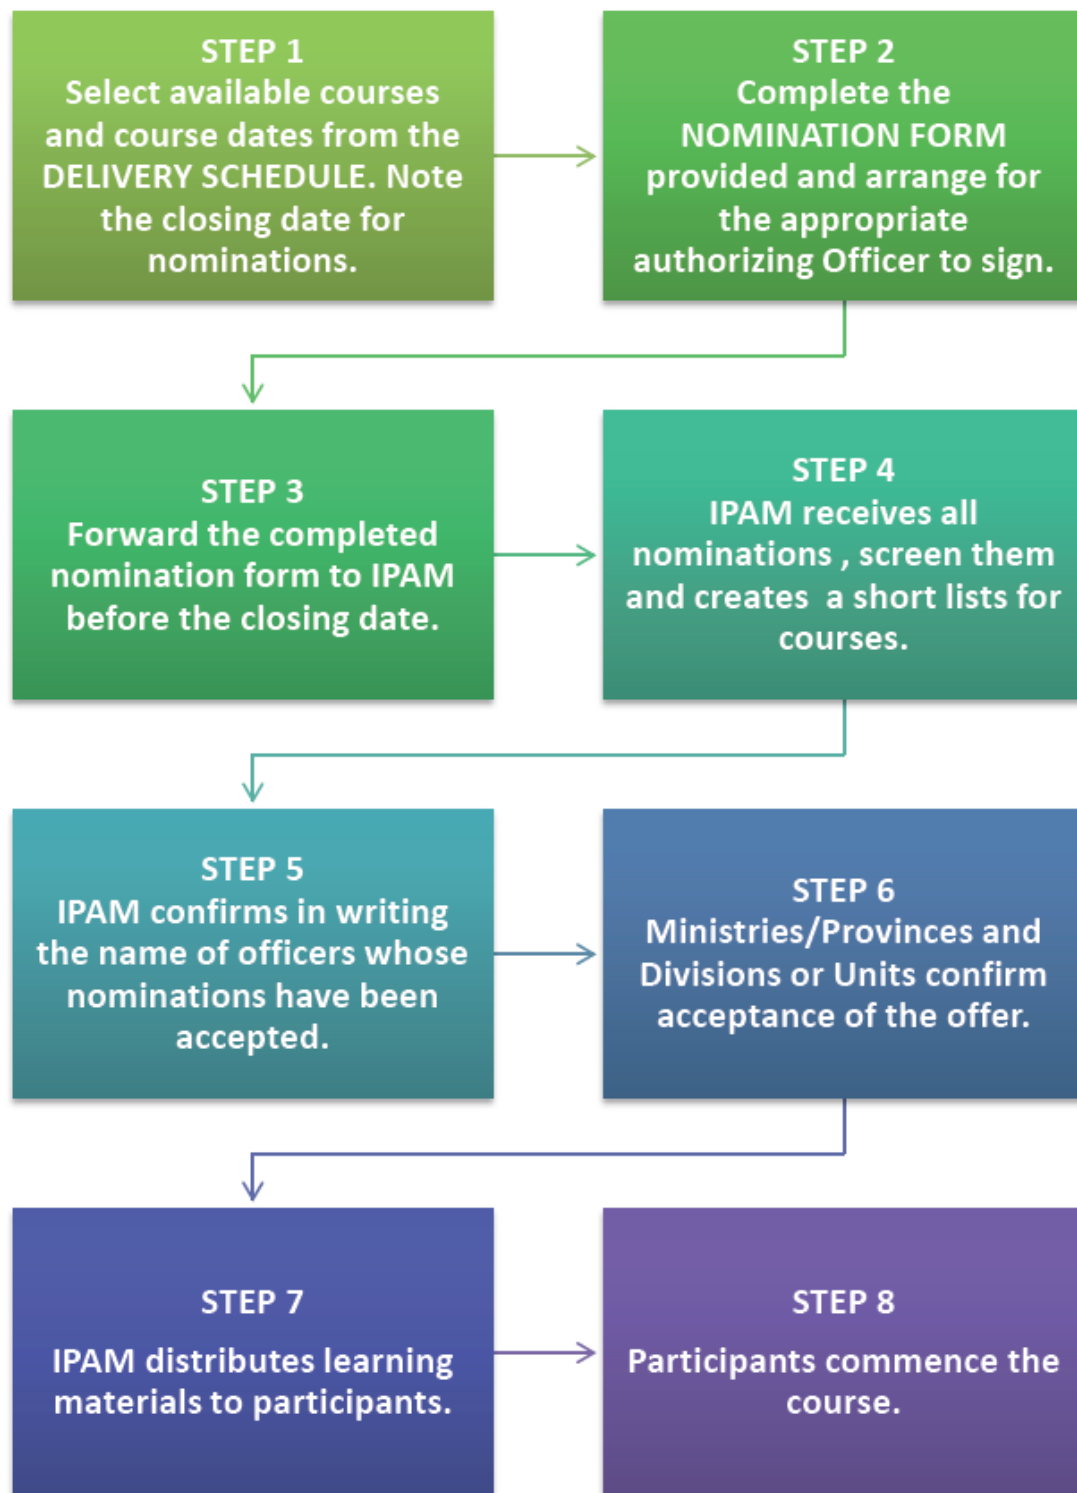 STEP 1
Select available courses
and course dates from the
DELIVERY SCHEDULE. Note
the closing date for
nominations.
STEP 2
Complete the
NOMINATION FORM
provided and arrange for
the appropriate
authorizing Officer to sign.
STEP 3
Forward the completed
nomination form to IPAM
before the closing date.
STEP 4
IPAM receives all
nominations , screen them
and creates  a short lists for
courses.
STEP 5
IPAM confirms in writing
the name of officers whose
nominations have been
accepted.
STEP 6
Ministries/Provinces and
Divisions or Units confirm
acceptance of the offer.
STEP 7
IPAM distributes learning
materials to participants.
STEP 8
Participants commence the
course.